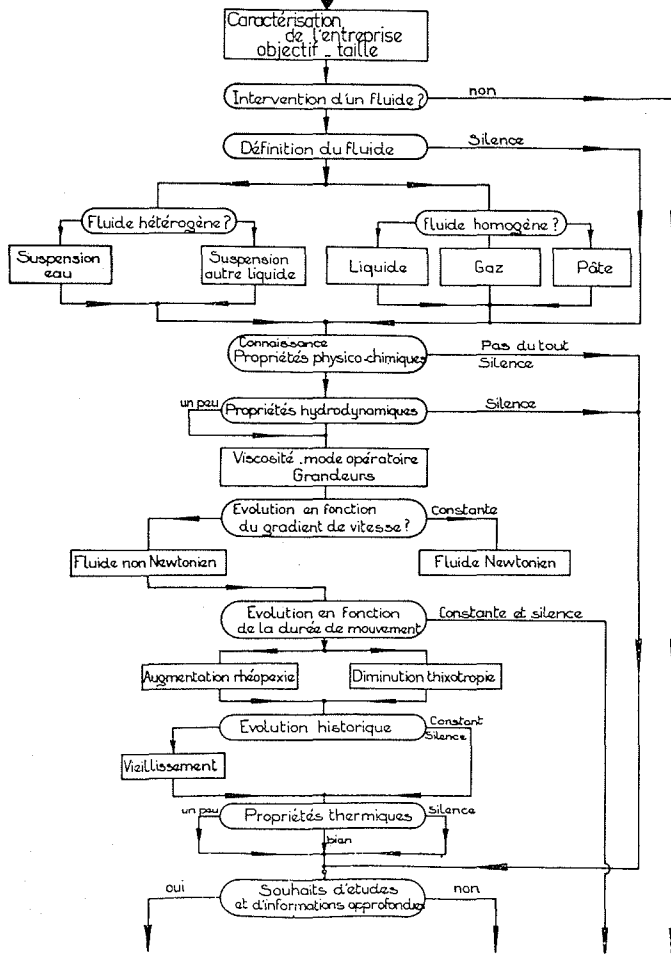 Caractérisation
de l'entreprise
objectif - taille
Intervention d'un fluide ?
non
Définition du fluide
Silence
Fluide hétérogène ?
fluide homogène ?
Suspension
eau
Suspension
autre liquide
Liquide
Gaz
Pâte
Connaissance
Propriétés physico-chimiques
Pas du tout
Silence
un peu
Propriétés hydrodynamiques
Silence
Viscosité - mode opératoire
Grandeurs
Evolution en fonction
du gradient de vitesse ?
Constante
Fluide non Newtonien
Fluide Newtonien
Evolution en fonction
de la durée de mouvement
Constante et silence
Augmentation rhéopexie
Diminution thixotropie
Evolution historique
Constant
Silence
Vieillissement
un peu
Propriétés thermiques
Silence
bien
oui
Souhaits d'études
et d'informations approfondies
non